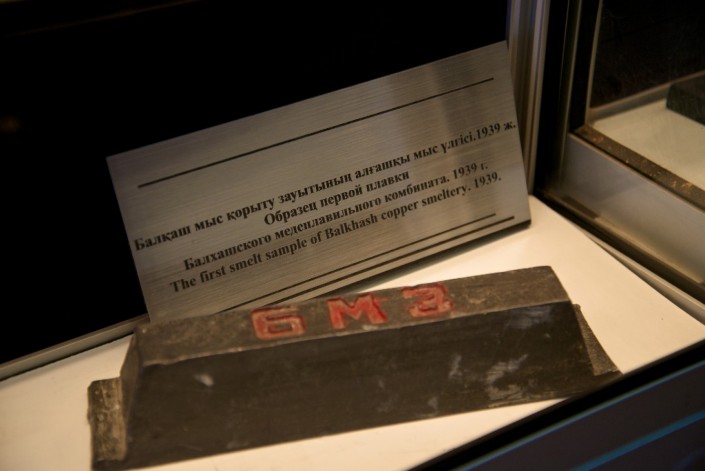 Балқаш мыс қорыту зауытының алғашқы мыс үлгісі.1939 ж.
Образец первой плавки
Балхашского медеплавильного комбината. 1939 г.
The first smelt sample of Balkhash copper smeltery. 1939.
БМЗ